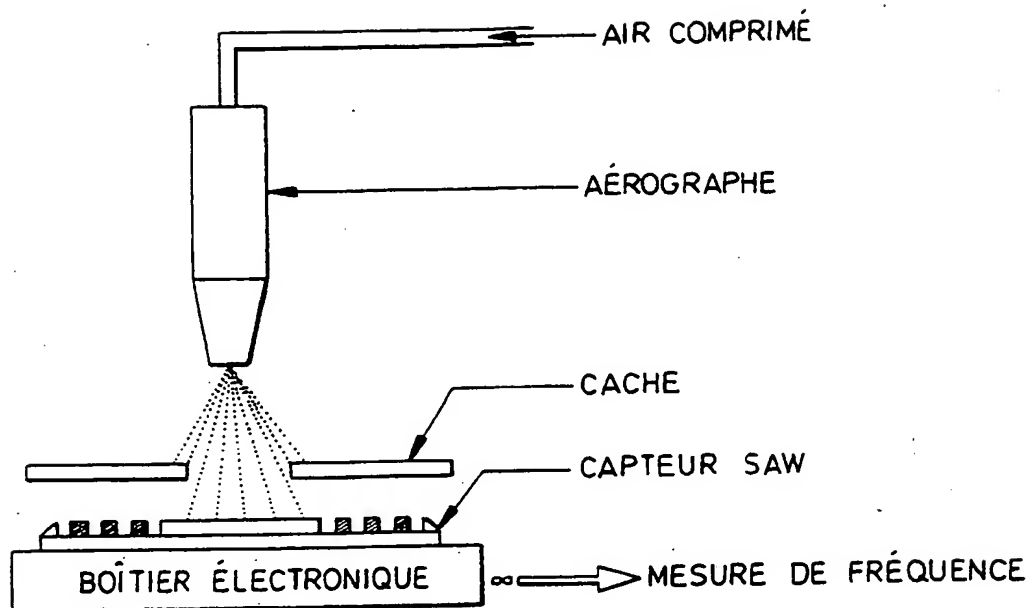 AIR COMPRIMÉ
AÉROGRAPHE
CACHE
CAPTEUR SAW
BOÎTIER ÉLECTRONIQUE
MESURE DE FRÉQUENCE